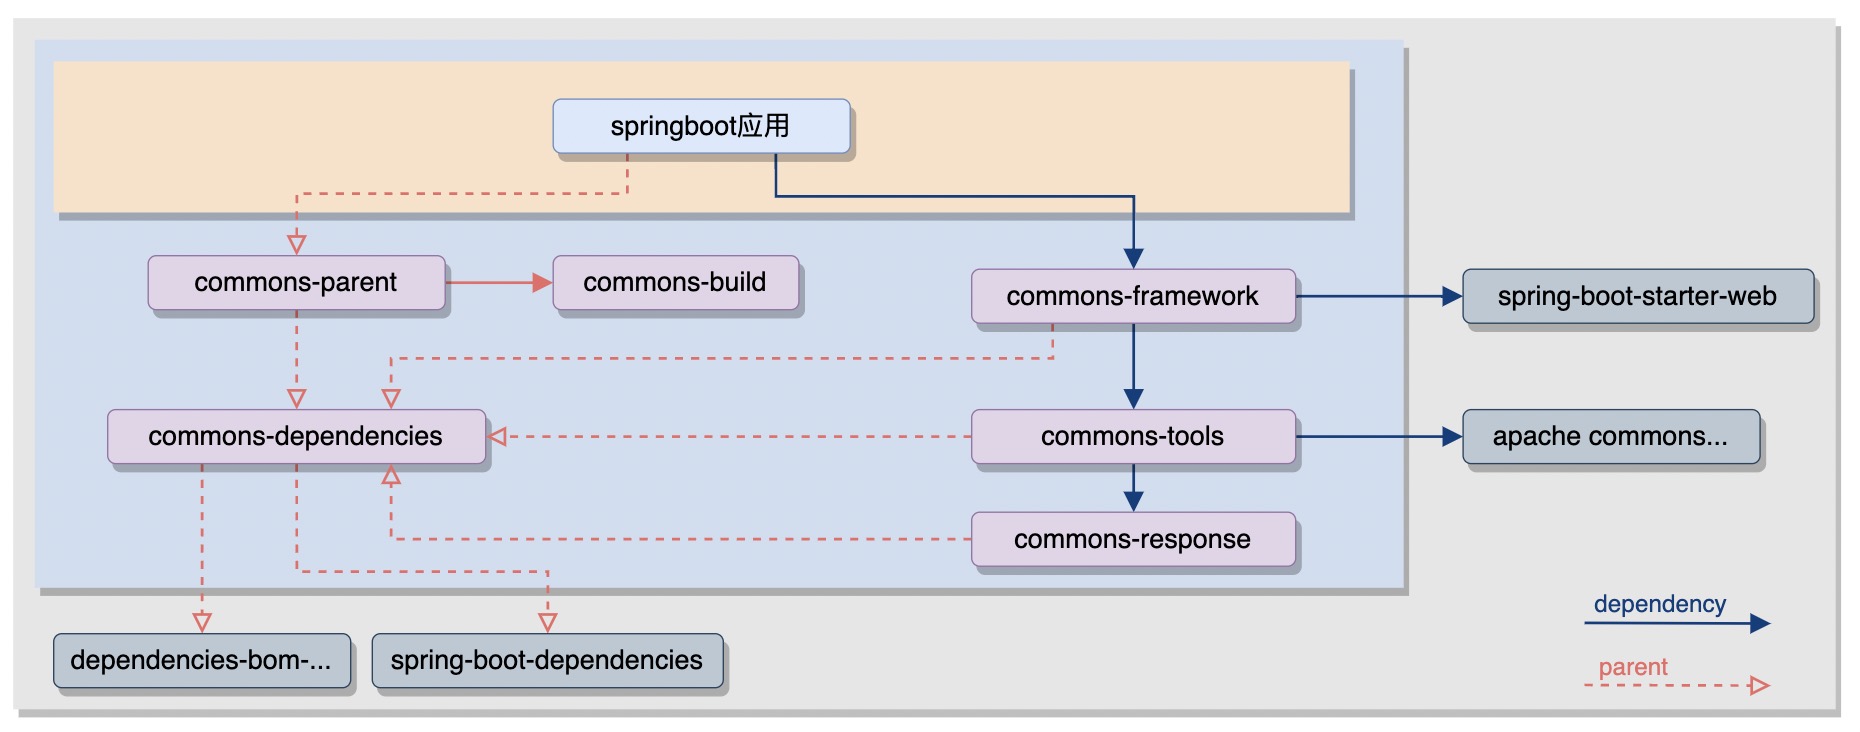 springboot应用
commons-parent
commons-build
commons-framework
spring-boot-starter-web
commons-dependencies
commons-tools
apache commons...
commons-response
dependency
dependencies-bom-...
spring-boot-dependencies
parent